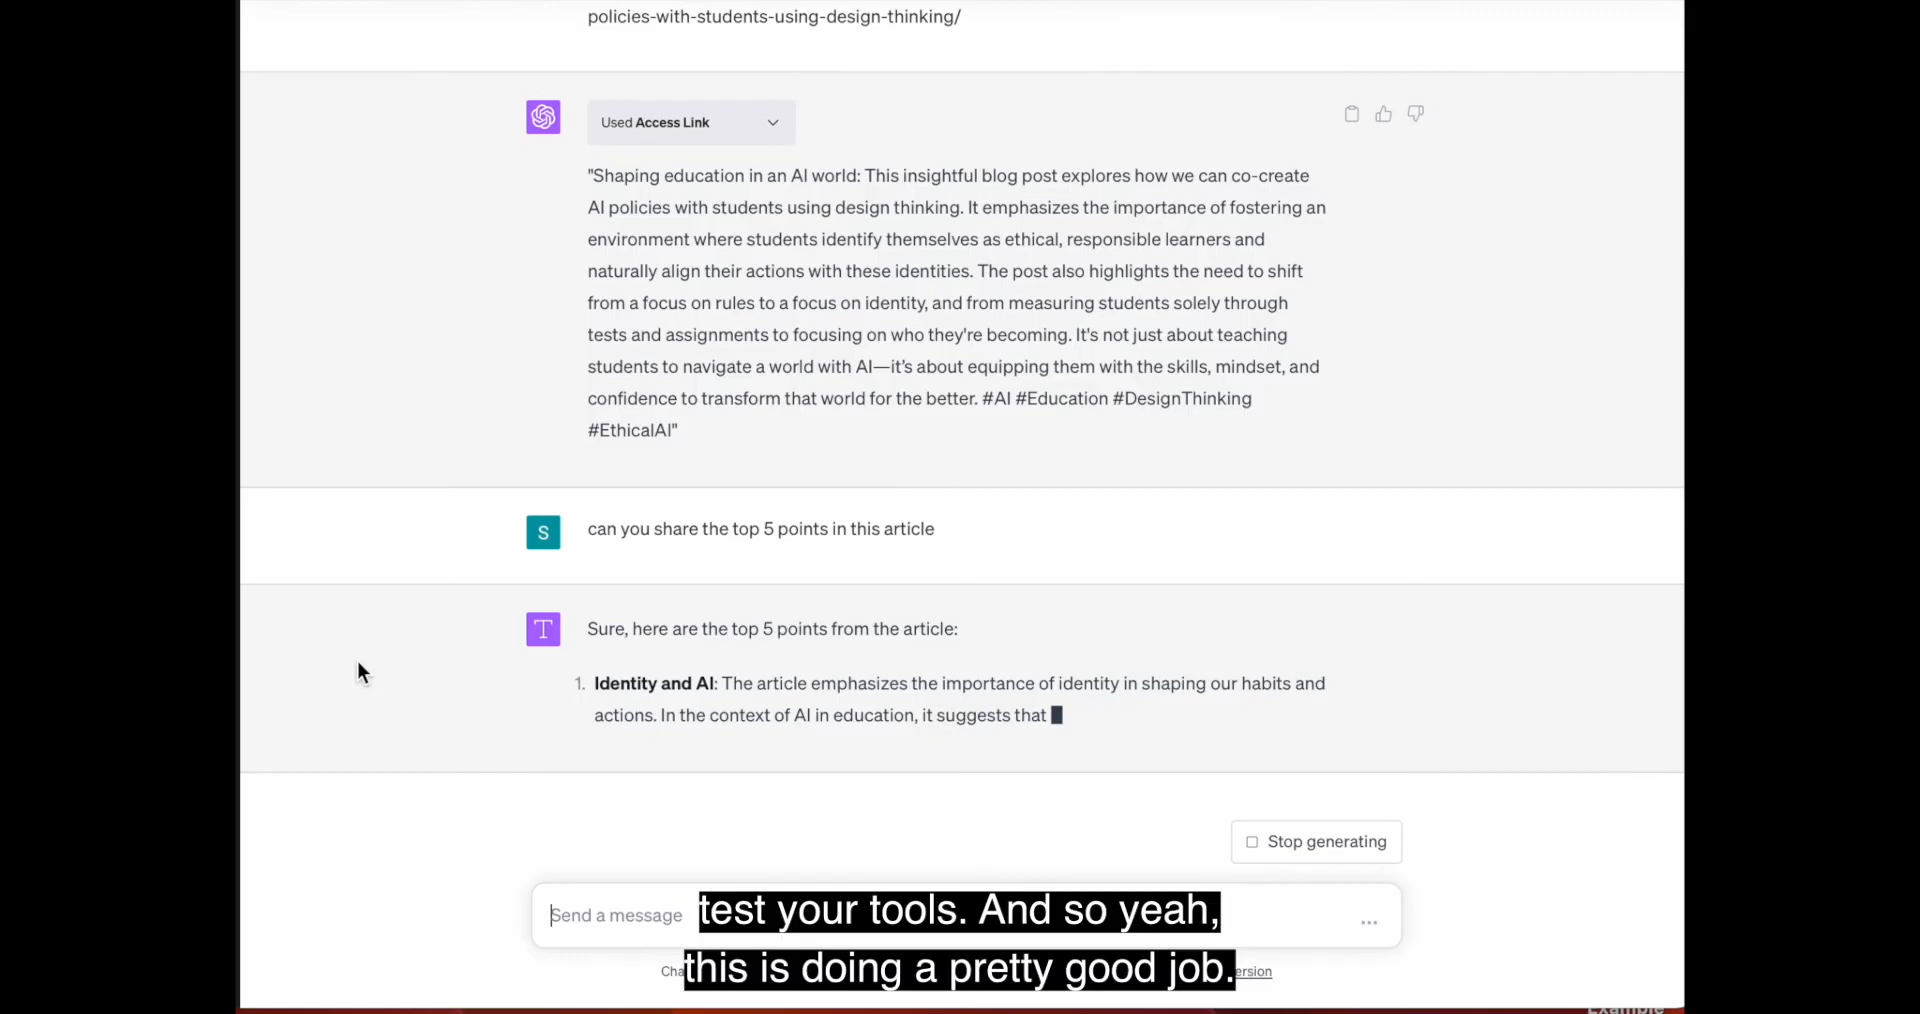 policies-with-students-using-design-thinking/
Used Access Link
"Shaping education in an AI world: This insightful blog post explores how we can co-create
AI policies with students using design thinking. It emphasizes the importance of fostering an
environment where students identify themselves as ethical, responsible learners and
naturally align their actions with these identities. The post also highlights the need to shift
from a focus on rules to a focus on identity, and from measuring students solely through
tests and assignments to focusing on who they're becoming. It's not just about teaching
students to navigate a world with AI—it's about equipping them with the skills, mindset, and
confidence to transform that world for the better. #AI #Education #DesignThinking
#EthicalAI"
S
can you share the top 5 points in this article
T
Sure, here are the top 5 points from the article:
1. Identity and AI: The article emphasizes the importance of identity in shaping our habits and
actions. In the context of AI in education, it suggests that
Stop generating
Send a message
...
test your tools. And so yeah,
this is doing a pretty good job.